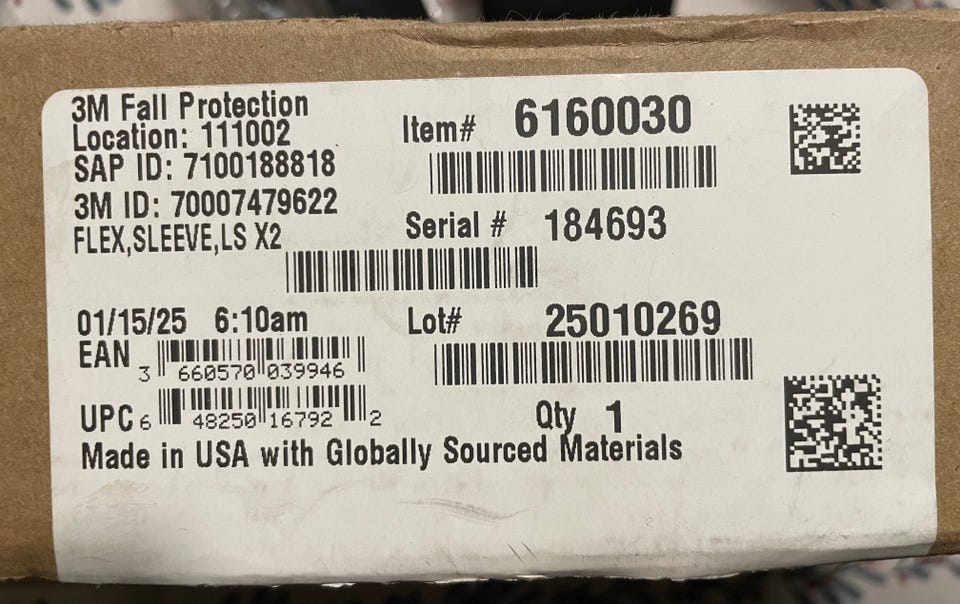 3M Fall Protection
Location: 111002
SAP ID: 7100188818
3M ID: 70007479622
FLEX,SLEEVE,LS X2
Item# 6160030
Serial # 184693
01/15/25 6:10am
Lot# 25010269
EAN 3 660570 039946
UPC 6 48250 16792 2
Qty 1
Made in USA with Globally Sourced Materials